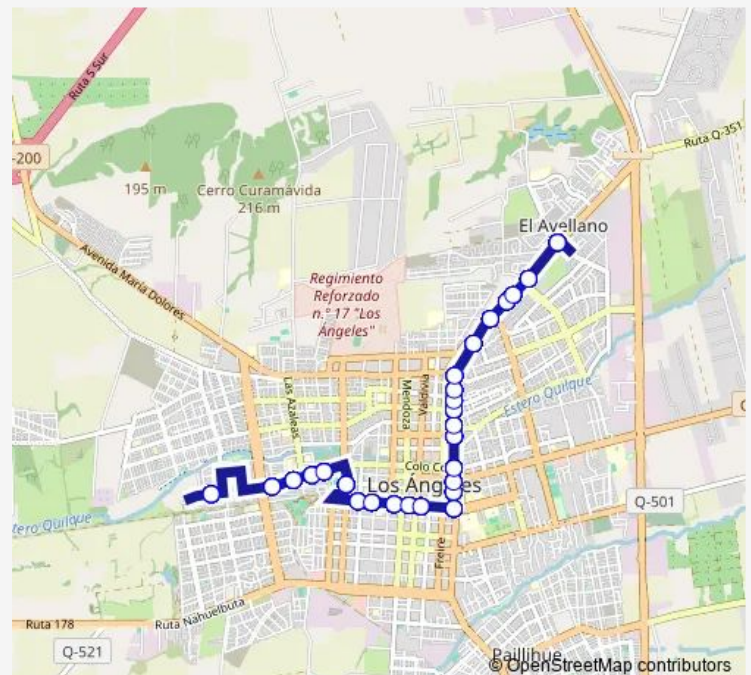 Ruta 5 Sur
-200
Ruta Q-351
195 m
Cerro Curamávida
216 m
El Avellano
Avenida María Dolores
Regimiento
Reforzado
n.° 17 "Los
Ángeles"
Las Azaleas
Mendoza
Valdivia
Estero Quilque
Colo Co
Los Ángeles
Q-501
stero Quilque
Freire
Ruta 178
Ruta Nahuelbuta
Q-521
Paillihue
© OpenStreetMap contributors